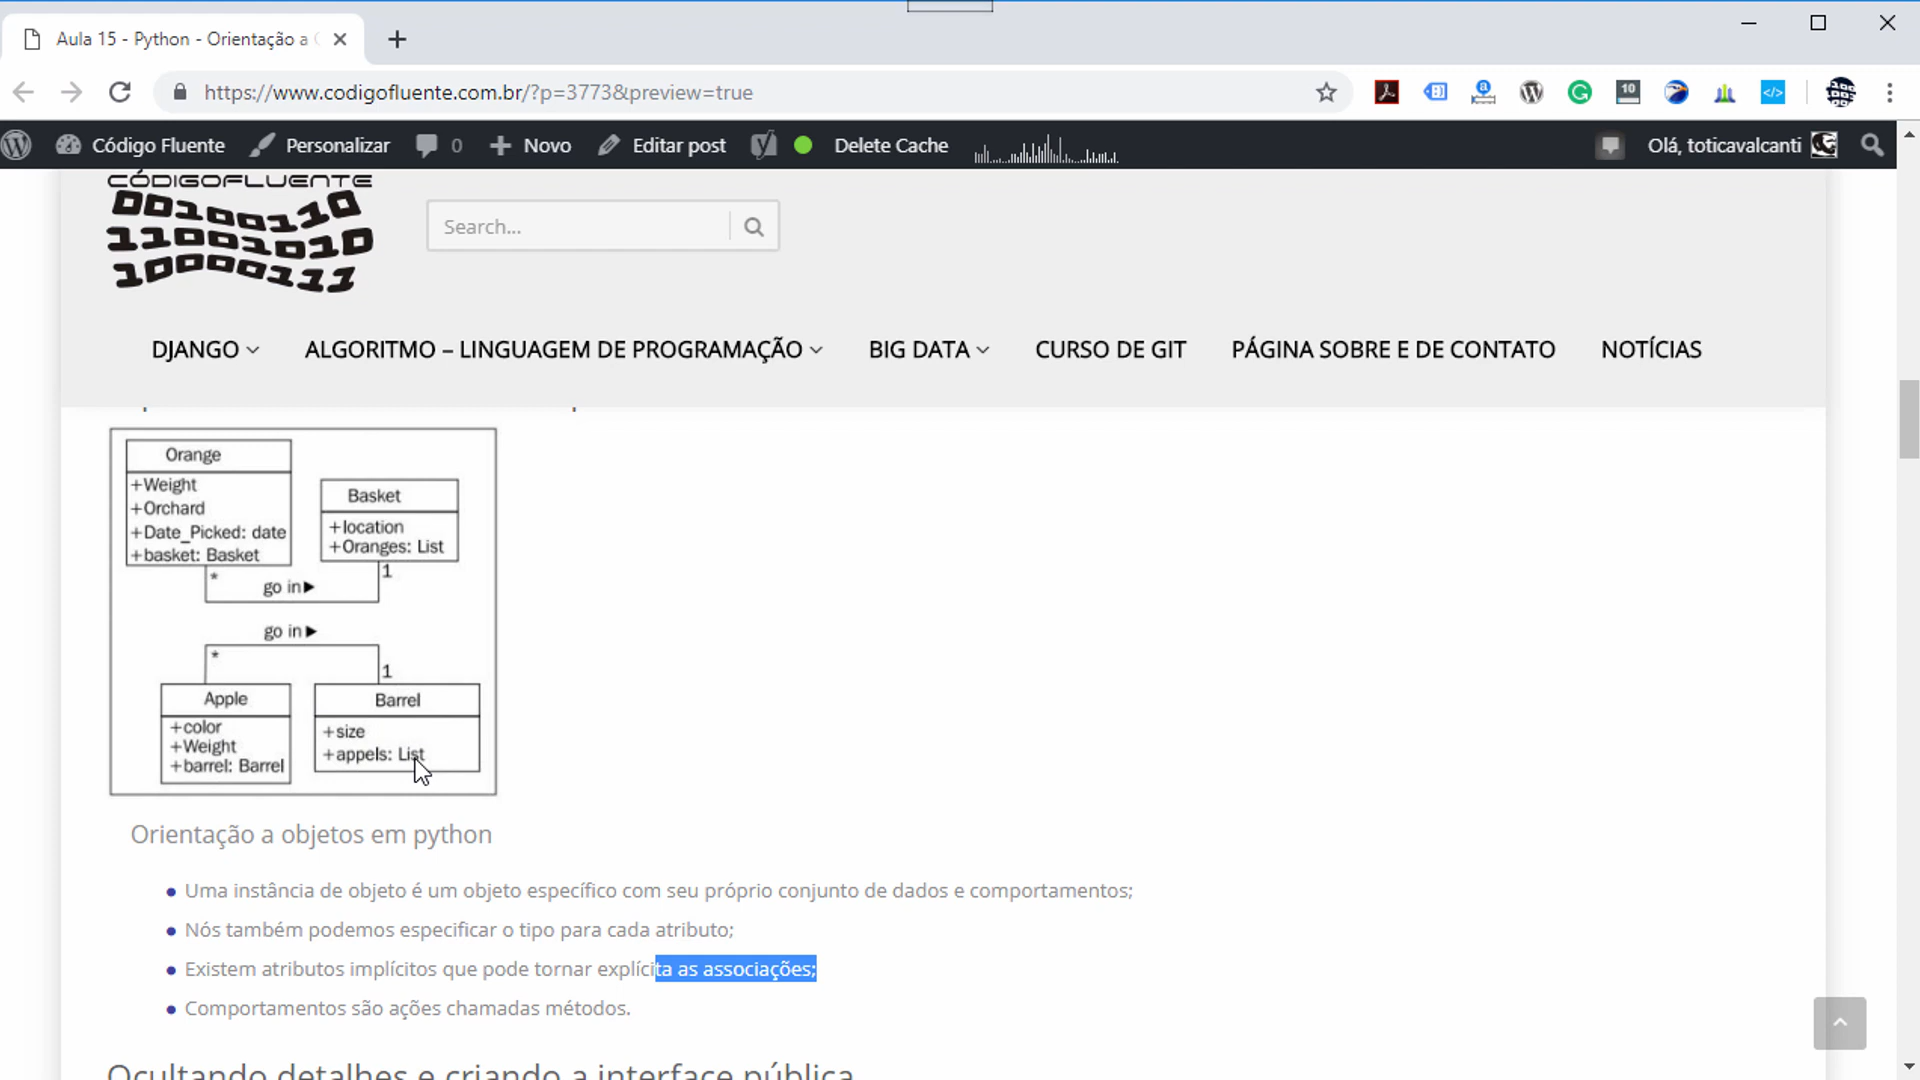 Aula 15 - Python - Orientação a
https://www.codigofluente.com.br/?p=3773&preview=true
10
Código Fluente
Personalizar
0
Novo
Editar post
Delete Cache
Olá, toticavalcanti
CÓDIGOFLUENTE
00100110
11001010
10000111
Search...
DJANGO
ALGORITMO – LINGUAGEM DE PROGRAMAÇÃO
BIG DATA
CURSO DE GIT
PÁGINA SOBRE E DE CONTATO
NOTÍCIAS
Orange
+Weight
+Orchard
+Date_Picked: date
+basket: Basket
Basket
+location
+Oranges: List
* go in▶ 1
go in▶
* 1
Apple
+color
+Weight
+barrel: Barrel
Barrel
+size
+appels: List
Orientação a objetos em python
Uma instância de objeto é um objeto específico com seu próprio conjunto de dados e comportamentos;
Nós também podemos especificar o tipo para cada atributo;
Existem atributos implícitos que pode tornar explícita as associações;
Comportamentos são ações chamadas métodos.
Ocultando detalhes e criando a interface pública